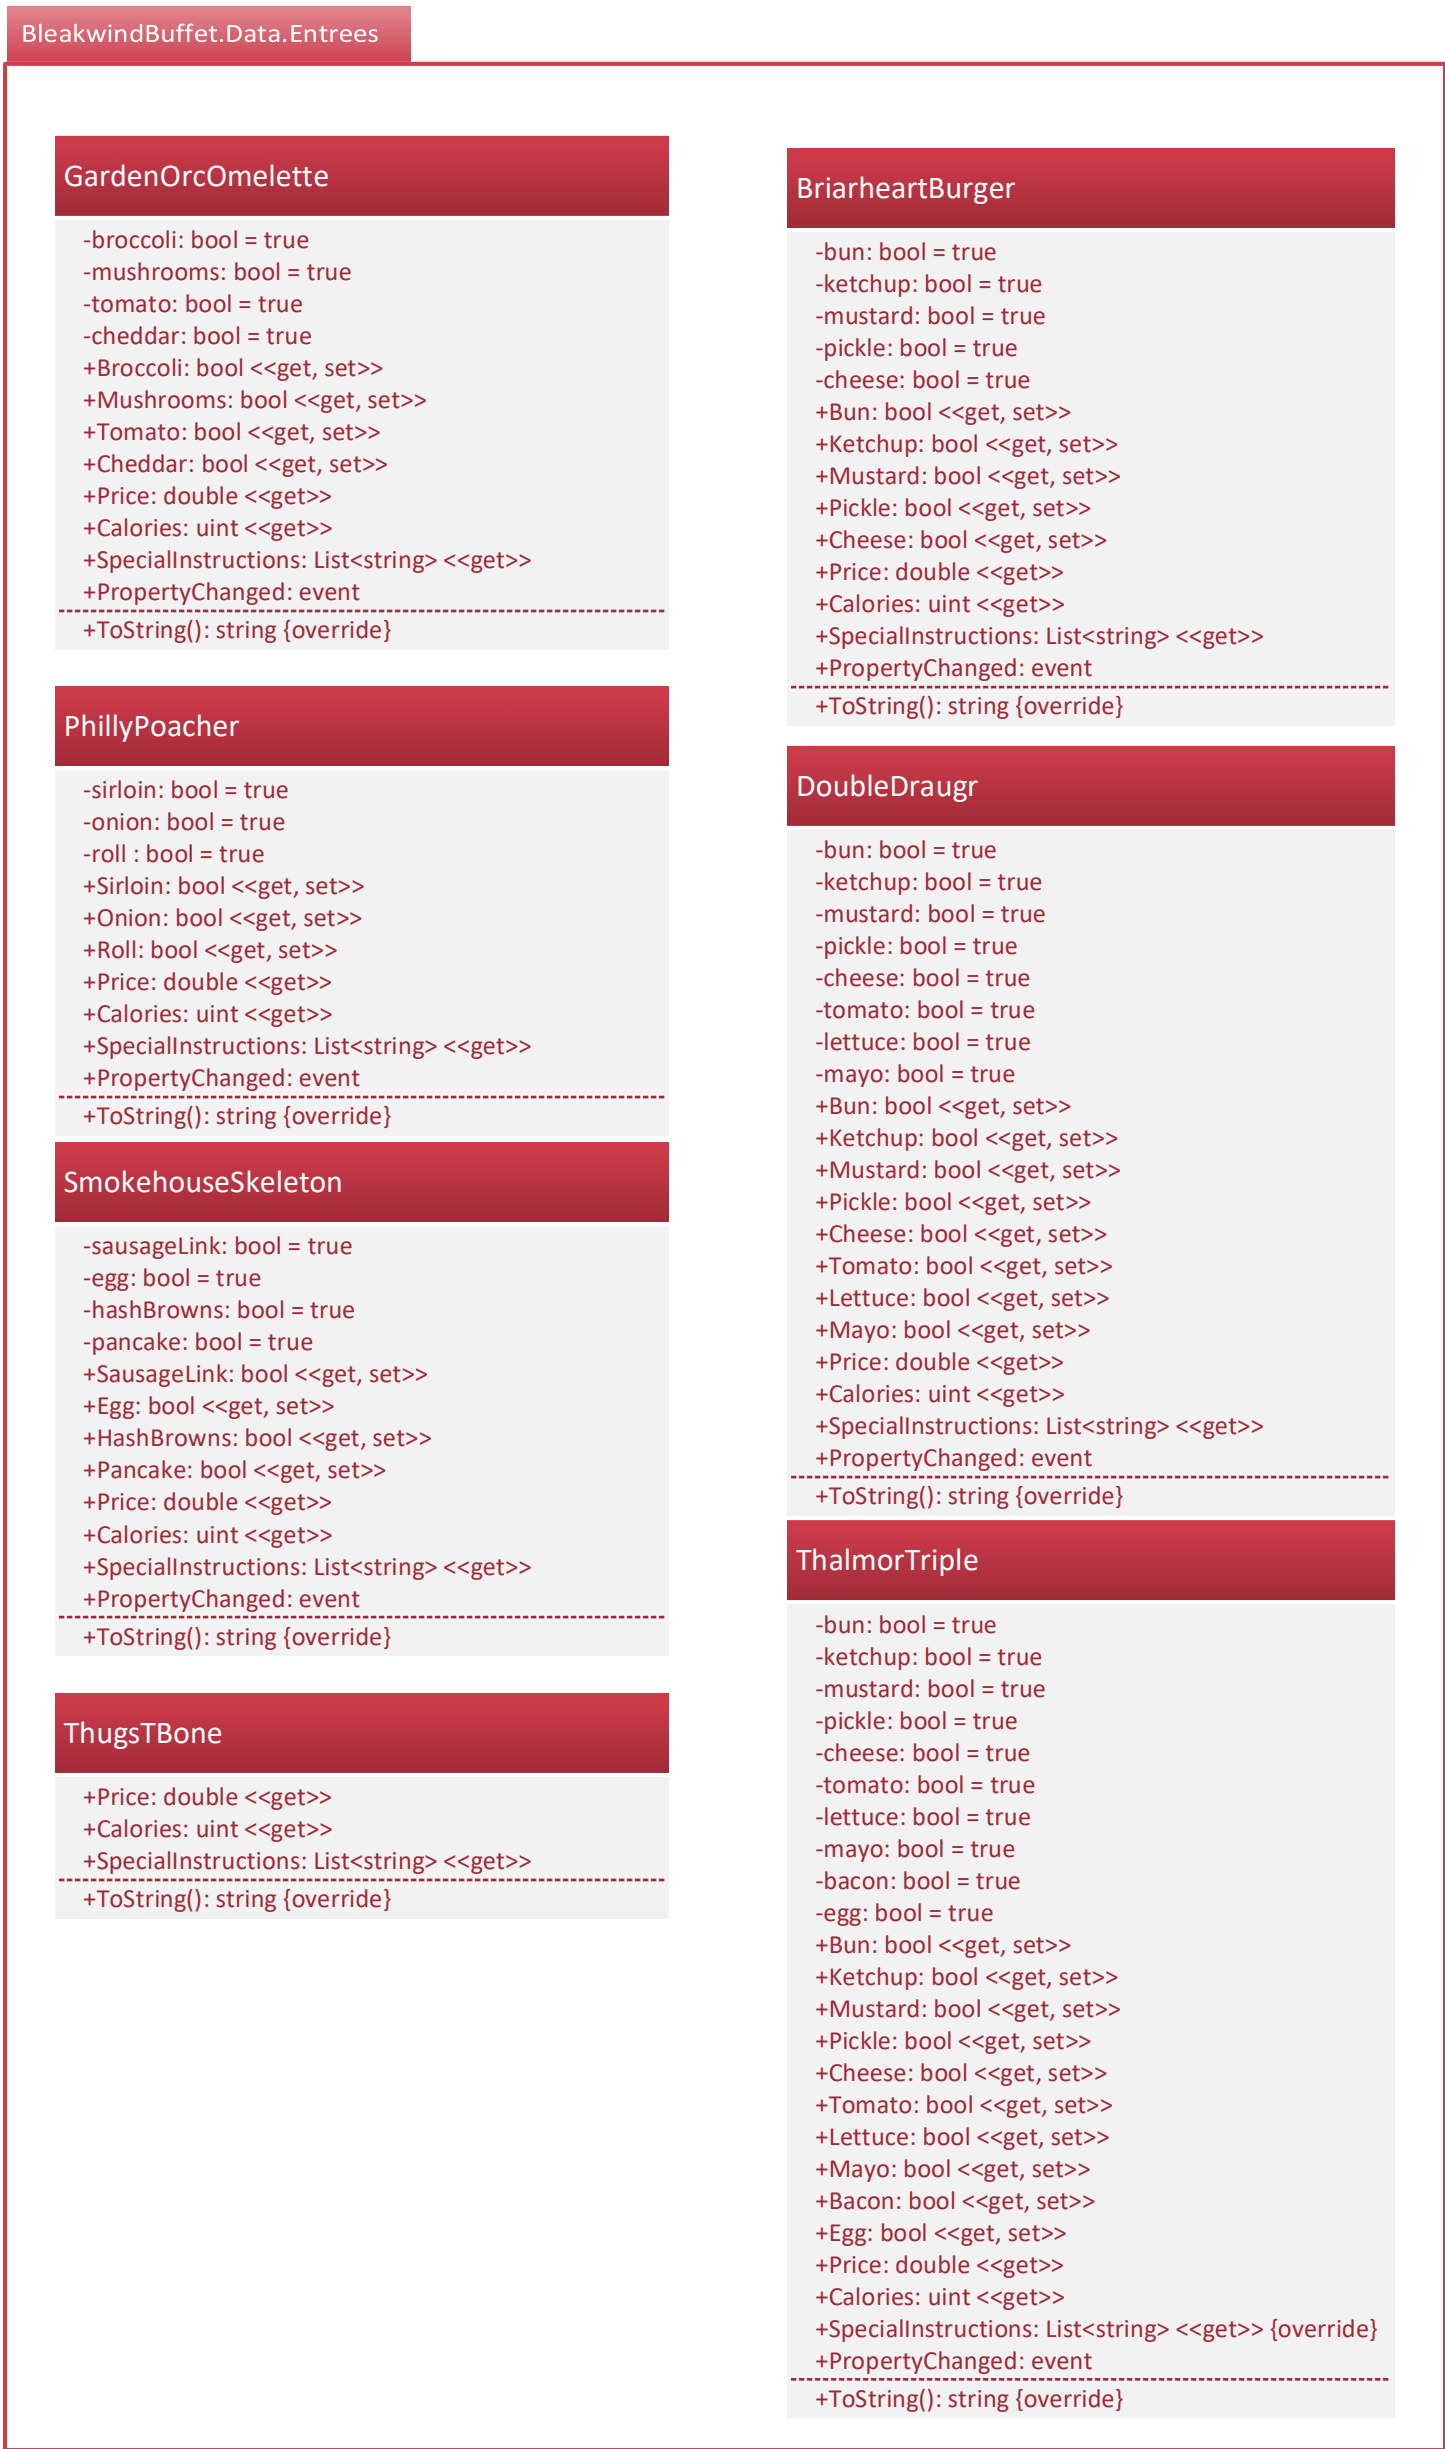 BleakwindBuffet.Data.Entrees
GardenOrcOmelette
-broccoli: bool = true
-mushrooms: bool = true
-tomato: bool = true
-cheddar: bool = true
+Broccoli: bool <<get, set>>
+Mushrooms: bool <<get, set>>
+Tomato: bool <<get, set>>
+Cheddar: bool <<get, set>>
+Price: double <<get>>
+Calories: uint <<get>>
+SpecialInstructions: List<string> <<get>>
+PropertyChanged: event
+ToString(): string {override}
PhillyPoacher
-sirloin: bool = true
-onion: bool = true
-roll : bool = true
+Sirloin: bool <<get, set>>
+Onion: bool <<get, set>>
+Roll: bool <<get, set>>
+Price: double <<get>>
+Calories: uint <<get>>
+SpecialInstructions: List<string> <<get>>
+PropertyChanged: event
+ToString(): string {override}
SmokehouseSkeleton
-sausageLink: bool = true
-egg: bool = true
-hashBrowns: bool = true
-pancake: bool = true
+SausageLink: bool <<get, set>>
+Egg: bool <<get, set>>
+HashBrowns: bool <<get, set>>
+Pancake: bool <<get, set>>
+Price: double <<get>>
+Calories: uint <<get>>
+SpecialInstructions: List<string> <<get>>
+PropertyChanged: event
+ToString(): string {override}
ThugsTBone
+Price: double <<get>>
+Calories: uint <<get>>
+SpecialInstructions: List<string> <<get>>
+ToString(): string {override}
BriarheartBurger
-bun: bool = true
-ketchup: bool = true
-mustard: bool = true
-pickle: bool = true
-cheese: bool = true
+Bun: bool <<get, set>>
+Ketchup: bool <<get, set>>
+Mustard: bool <<get, set>>
+Pickle: bool <<get, set>>
+Cheese: bool <<get, set>>
+Price: double <<get>>
+Calories: uint <<get>>
+SpecialInstructions: List<string> <<get>>
+PropertyChanged: event
+ToString(): string {override}
DoubleDraugr
-bun: bool = true
-ketchup: bool = true
-mustard: bool = true
-pickle: bool = true
-cheese: bool = true
-tomato: bool = true
-lettuce: bool = true
-mayo: bool = true
+Bun: bool <<get, set>>
+Ketchup: bool <<get, set>>
+Mustard: bool <<get, set>>
+Pickle: bool <<get, set>>
+Cheese: bool <<get, set>>
+Tomato: bool <<get, set>>
+Lettuce: bool <<get, set>>
+Mayo: bool <<get, set>>
+Price: double <<get>>
+Calories: uint <<get>>
+SpecialInstructions: List<string> <<get>>
+PropertyChanged: event
+ToString(): string {override}
ThalmorTriple
-bun: bool = true
-ketchup: bool = true
-mustard: bool = true
-pickle: bool = true
-cheese: bool = true
-tomato: bool = true
-lettuce: bool = true
-mayo: bool = true
-bacon: bool = true
-egg: bool = true
+Bun: bool <<get, set>>
+Ketchup: bool <<get, set>>
+Mustard: bool <<get, set>>
+Pickle: bool <<get, set>>
+Cheese: bool <<get, set>>
+Tomato: bool <<get, set>>
+Lettuce: bool <<get, set>>
+Mayo: bool <<get, set>>
+Bacon: bool <<get, set>>
+Egg: bool <<get, set>>
+Price: double <<get>>
+Calories: uint <<get>>
+SpecialInstructions: List<string> <<get>> {override}
+PropertyChanged: event
+ToString(): string {override}